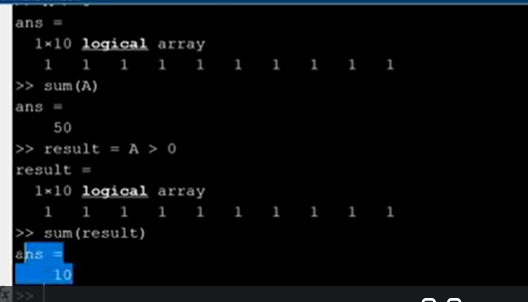 ans =
1×10 logical array
1 1 1 1 1 1 1 1 1 1
>> sum(A)
ans =
50
>> result = A > 0
result =
1×10 logical array
1 1 1 1 1 1 1 1 1 1
>> sum(result)
ans =
10
>>